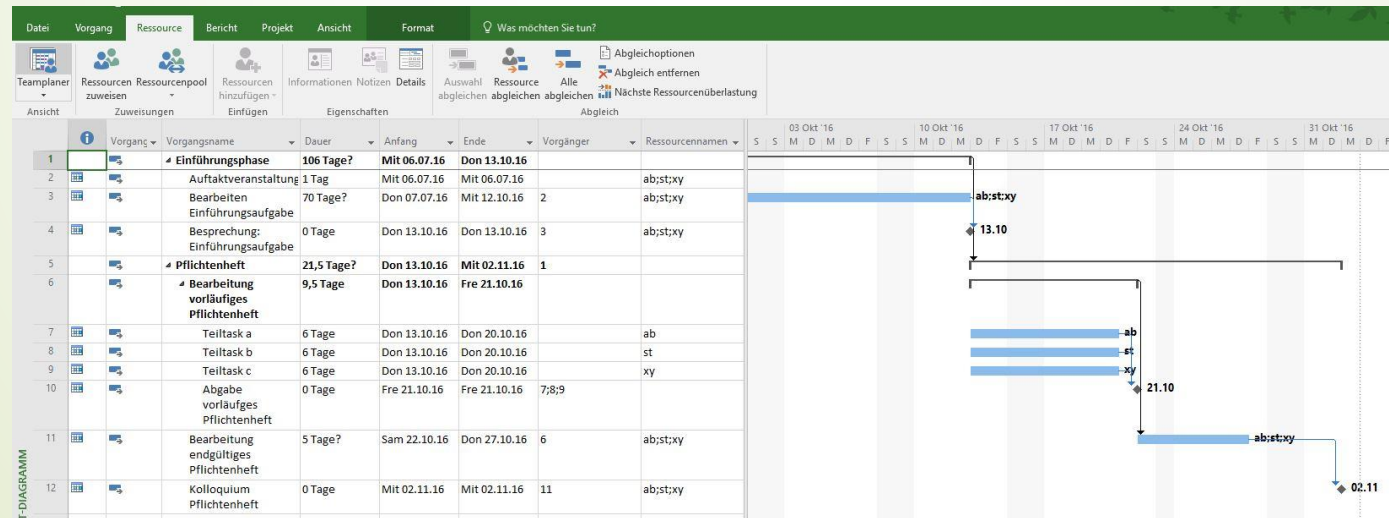 Datei Vorgang Ressource Bericht Projekt Ansicht Format Was möchten Sie tun?
Teamplaner Ressourcen zuweisen Ressourcenpool Ressourcen hinzufügen Informationen Notizen Details Auswahl abgleichen Ressource abgleichen Alle abgleichen
Abgleichoptionen
Abgleich entfernen
Nächste Ressourcenüberlastung
Ansicht Zuweisungen Einfügen Eigenschaften Abgleich
03 Okt '16 10 Okt '16 17 Okt '16 24 Okt '16 31 Okt '16
Vorgang Vorgangsname Dauer Anfang Ende Vorgänger Ressourcennamen S S M D M D F S S M D M D F S S M D M D F S S M D M D F S S M D M D F
1 Einführungsphase 106 Tage? Mit 06.07.16 Don 13.10.16
2 Auftaktveranstaltung 1 Tag Mit 06.07.16 Mit 06.07.16 ab;st;xy
3 Bearbeiten 70 Tage? Don 07.07.16 Mit 12.10.16 2 ab;st;xy ab;st;xy
Einführungsaufgabe
4 Besprechung: 0 Tage Don 13.10.16 Don 13.10.16 3 ab;st;xy 13.10
Einführungsaufgabe
5 Pflichtenheft 21,5 Tage? Don 13.10.16 Mit 02.11.16 1
6 Bearbeitung 9,5 Tage Don 13.10.16 Fre 21.10.16
vorläufiges
Pflichtenheft
7 Teiltask a 6 Tage Don 13.10.16 Don 20.10.16 ab ab
8 Teiltask b 6 Tage Don 13.10.16 Don 20.10.16 st st
9 Teiltask c 6 Tage Don 13.10.16 Don 20.10.16 xy xy
10 Abgabe 0 Tage Fre 21.10.16 Fre 21.10.16 7;8;9 21.10
vorläufges
Pflichtenheft
11 Bearbeitung 5 Tage? Sam 22.10.16 Don 27.10.16 6 ab;st;xy ab;st;xy
endgültiges
Pflichtenheft
12 Kolloquium 0 Tage Mit 02.11.16 Mit 02.11.16 11 ab;st;xy 02.11
Pflichtenheft
T-DIAGRAMM